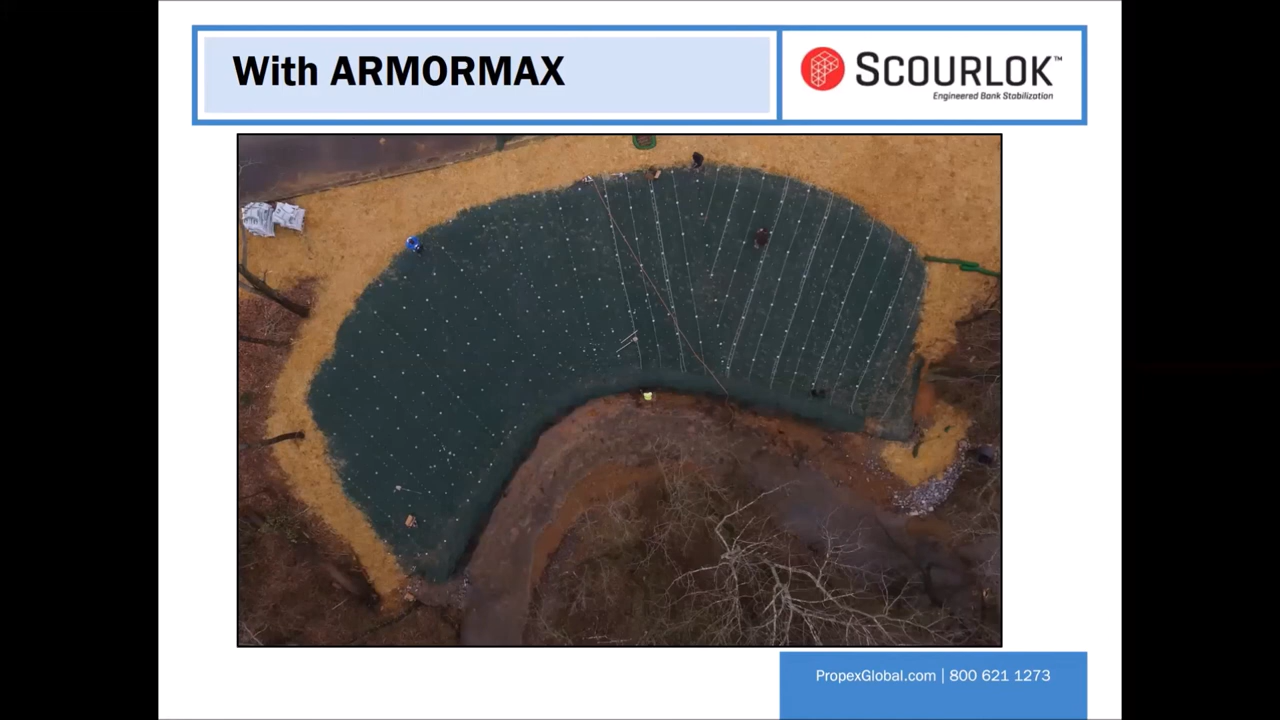 With ARMORMAX
SCOURLOK™
Engineered Bank Stabilization
PropexGlobal.com | 800 621 1273